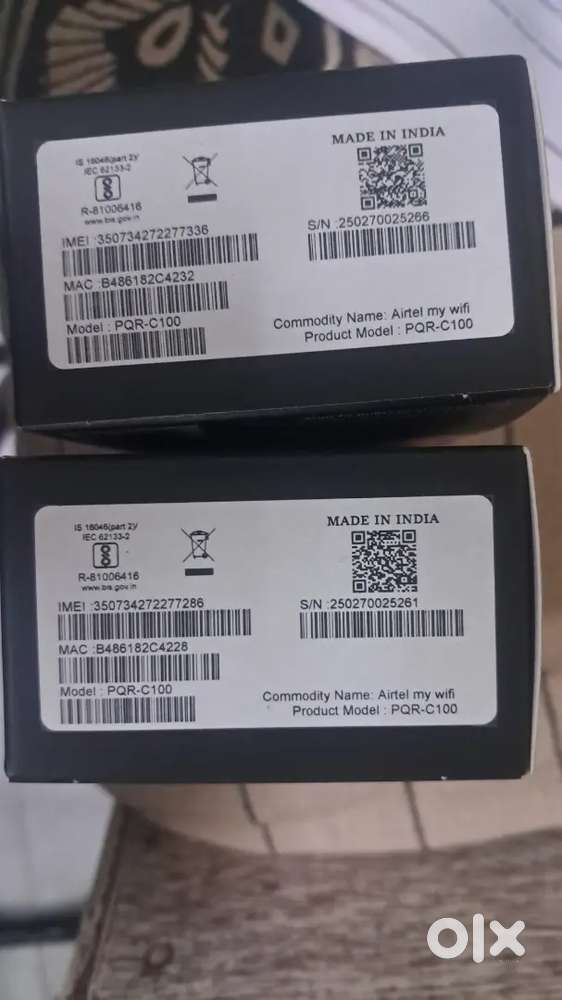 IS 16046(part 2)/
IEC 62133-2
R-81006416
www.bis.gov.in
IMEI :350734272277336
MAC :B486182C4232
Model : PQR-C100
MADE IN INDIA
S/N :250270025266
Commodity Name: Airtel my wifi
Product Model : PQR-C100
IS 16046(part 2)/
IEC 62133-2
R-81006416
www.bis.gov.in
IMEI :350734272277286
MAC :B486182C4228
Model : PQR-C100
MADE IN INDIA
S/N :250270025261
Commodity Name: Airtel my wifi
Product Model : PQR-C100
olx